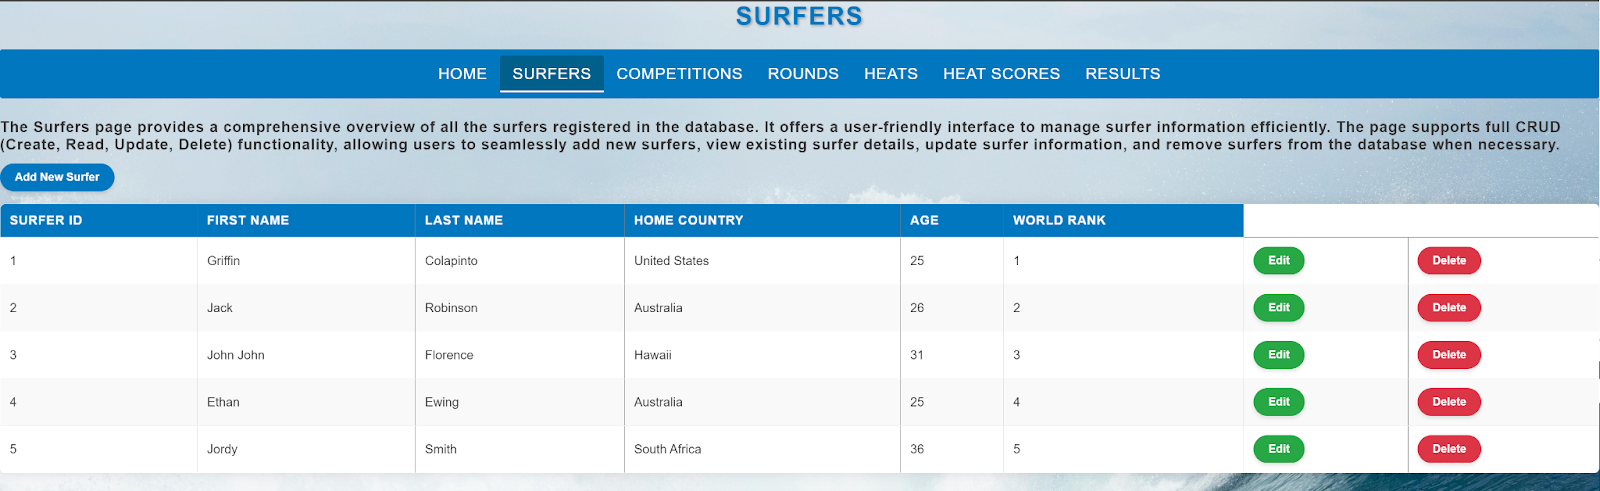 SURFERS
HOME SURFERS COMPETITIONS ROUNDS HEATS HEAT SCORES RESULTS
The Surfers page provides a comprehensive overview of all the surfers registered in the database. It offers a user-friendly interface to manage surfer information efficiently. The page supports full CRUD
(Create, Read, Update, Delete) functionality, allowing users to seamlessly add new surfers, view existing surfer details, update surfer information, and remove surfers from the database when necessary.
Add New Surfer
SURFER ID FIRST NAME LAST NAME HOME COUNTRY AGE WORLD RANK
1 Griffin Colapinto United States 25 1 Edit Delete
2 Jack Robinson Australia 26 2 Edit Delete
3 John John Florence Hawaii 31 3 Edit Delete
4 Ethan Ewing Australia 25 4 Edit Delete
5 Jordy Smith South Africa 36 5 Edit Delete